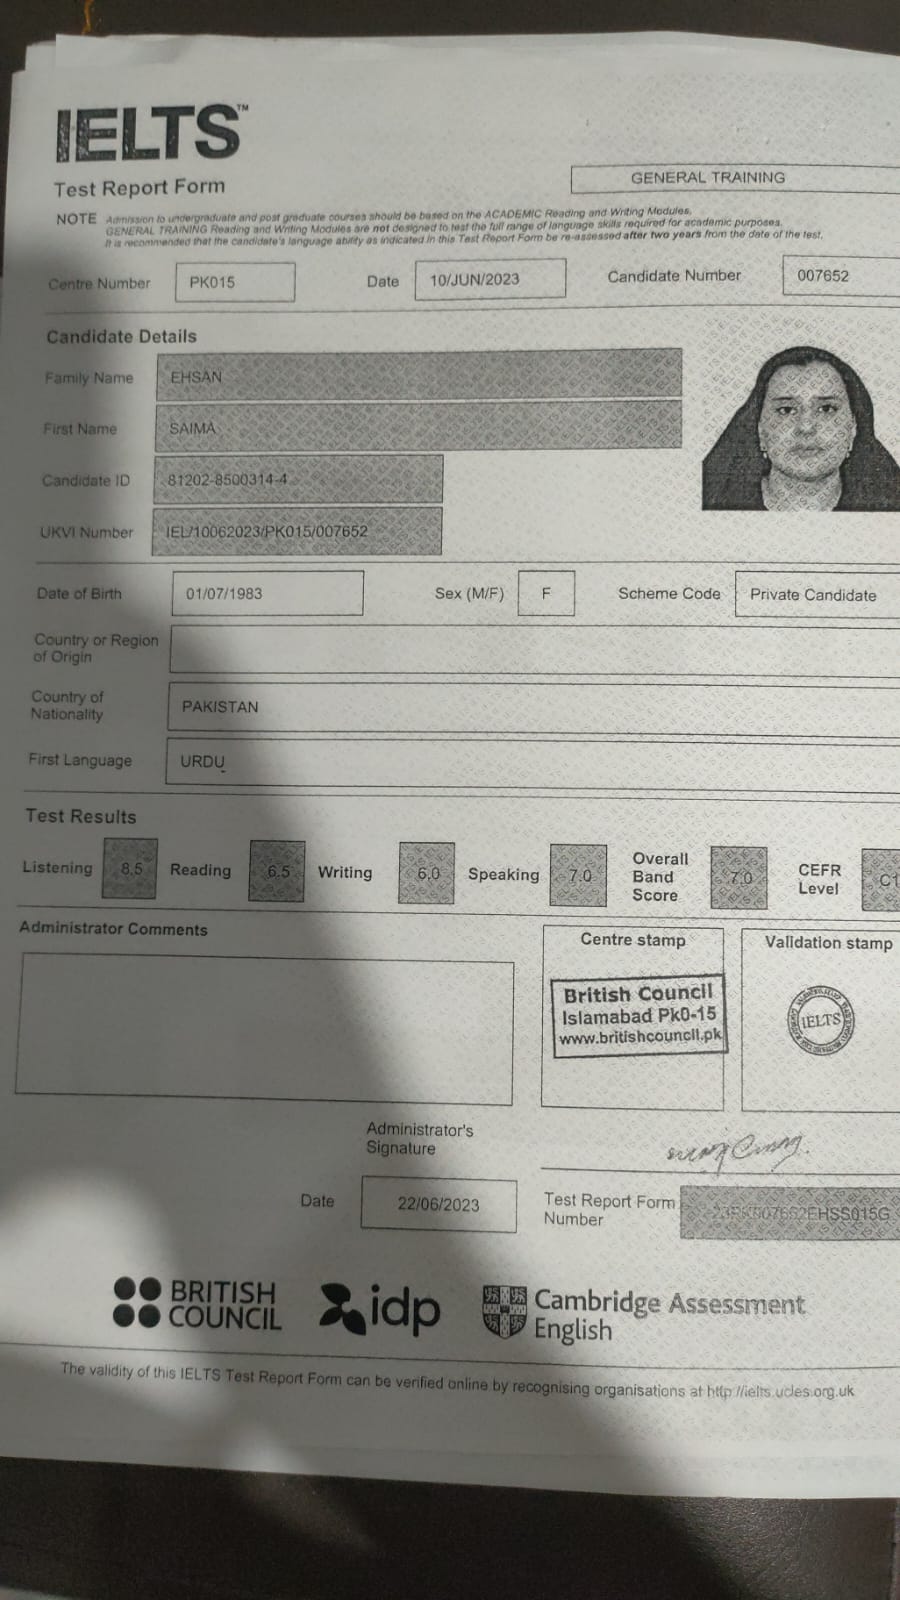 IELTS™
Test Report Form
GENERAL TRAINING
NOTE Admission to undergraduate and post graduate courses should be based on the ACADEMIC Reading and Writing Modules.
GENERAL TRAINING Reading and Writing Modules are not designed to test the full range of language skills required for academic purposes.
It is recommended that the candidate's language ability as indicated in this Test Report Form be re-assessed after two years from the date of the test.
Centre Number PK015 Date 10/JUN/2023 Candidate Number 007652
Candidate Details
Family Name EHSAN
First Name SAIMA
Candidate ID 81202-8500314-4
UKVI Number IEL/10062023/PK015/007652
Date of Birth 01/07/1983 Sex (M/F) F Scheme Code Private Candidate
Country or Region
of Origin
Country of
Nationality PAKISTAN
First Language URDU
Test Results
Listening 8.5 Reading 6.5 Writing 6.0 Speaking 7.0 Overall Band Score 7.0 CEFR Level C1
Administrator Comments
Centre stamp
Validation stamp
British Council
Islamabad Pk0-15
www.britishcouncil.pk
IELTS
Administrator's
Signature
Date 22/06/2023
Test Report Form
Number
BRITISH
COUNCIL
idp
Cambridge Assessment
English
The validity of this IELTS Test Report Form can be verified online by recognising organisations at http://ielts.ucles.org.uk